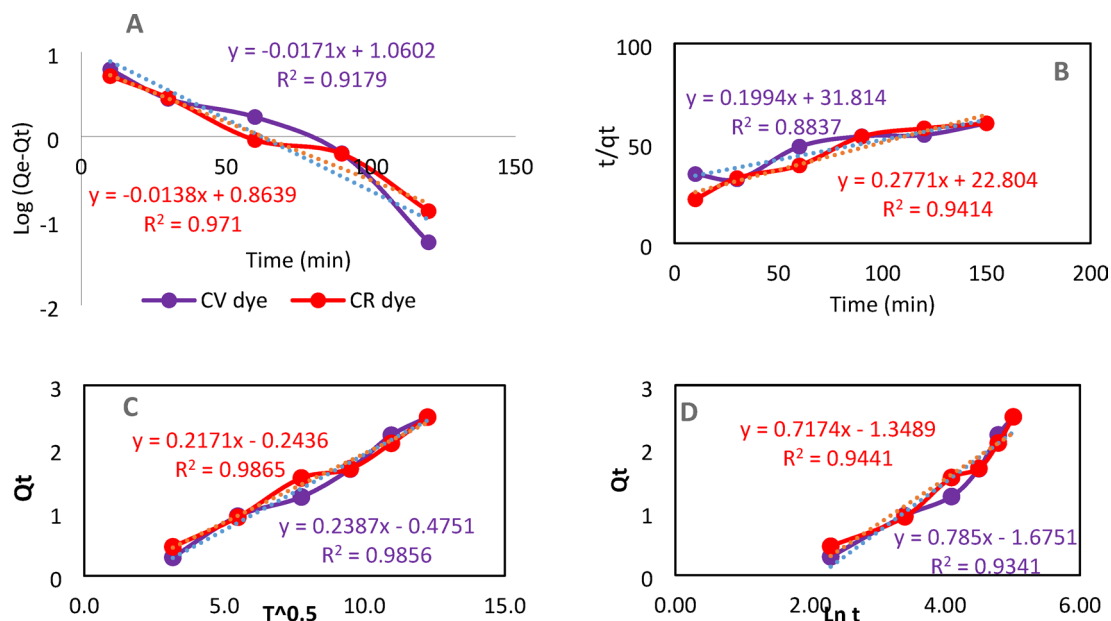 A
1
y = -0.0171x + 1.0602
R² = 0.9179
0
0
50
100
150
Log (Qe-Qt)
y = -0.0138x + 0.8639
R² = 0.971
-1
Time (min)
-2
CV dye
CR dye
100
B
y = 0.1994x + 31.814
R² = 0.8837
t/qt
50
y = 0.2771x + 22.804
R² = 0.9414
0
0
50
100
150
200
Time (min)
3
C
y = 0.2171x - 0.2436
R² = 0.9865
2
Qt
1
y = 0.2387x - 0.4751
R² = 0.9856
0
0.0
5.0
10.0
15.0
T^0.5
3
D
y = 0.7174x - 1.3489
R² = 0.9441
2
Qt
1
y = 0.785x - 1.6751
R² = 0.9341
0
0.00
2.00
4.00
6.00
Ln t